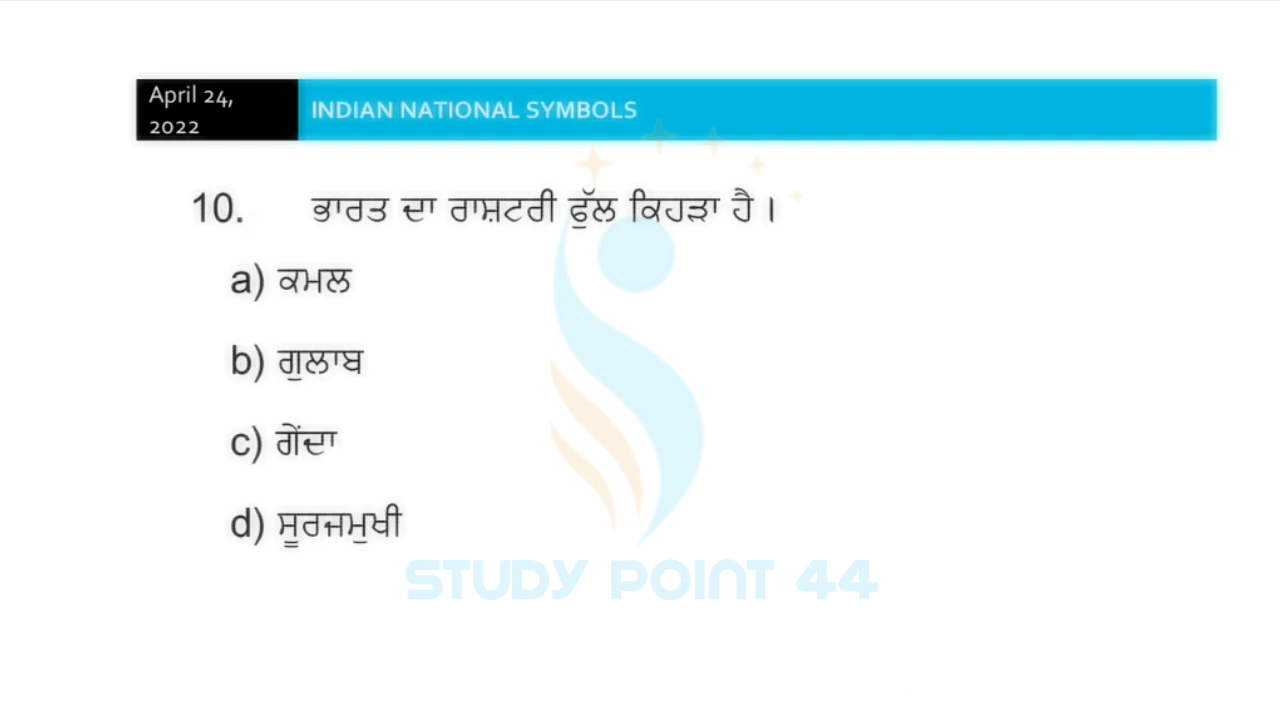 April 24,
2022
INDIAN NATIONAL SYMBOLS
10. ਭਾਰਤ ਦਾ ਰਾਸ਼ਟਰੀ ਫੁੱਲ ਕਿਹੜਾ ਹੈ ।
a) ਕਮਲ
b) ਗੁਲਾਬ
c) ਗੇਂਦਾ
d) ਸੂਰਜਮੁਖੀ
STUDY POINT 44